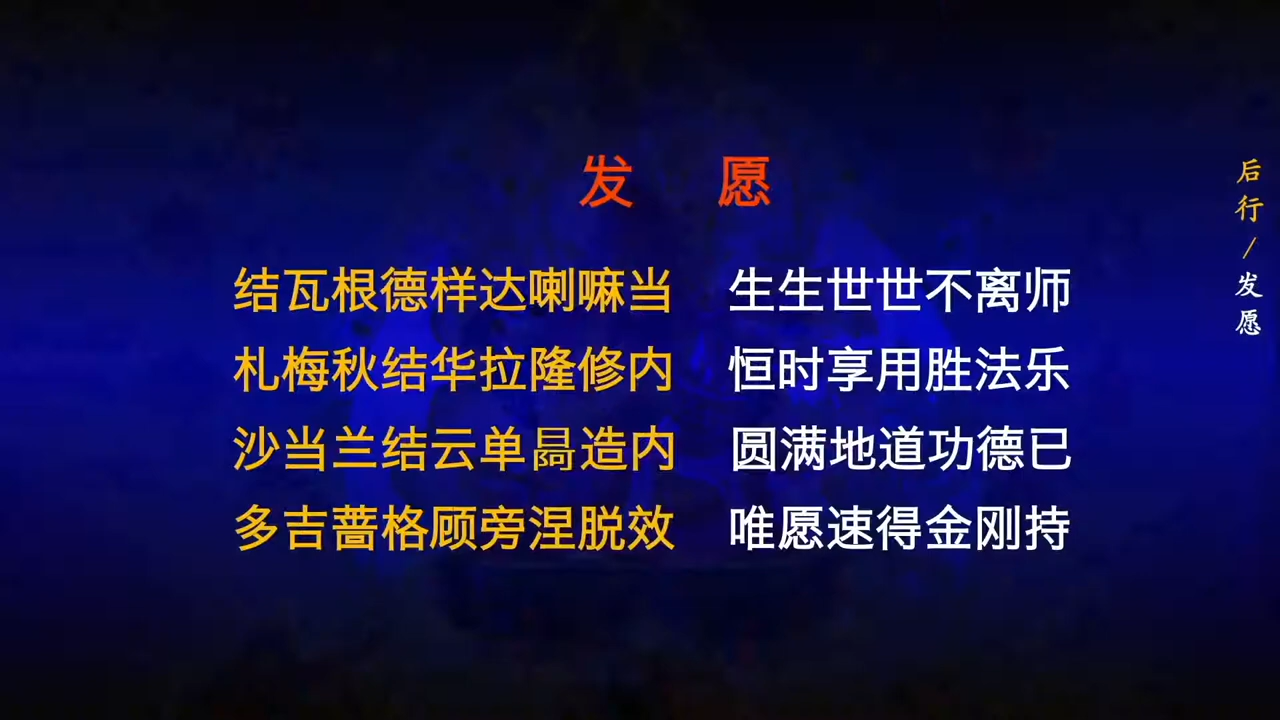 发 愿
结瓦根德样达喇嘛当 生生世世不离师
札梅秋结华拉隆修内 恒时享用胜法乐
沙当兰结云单曷造内 圆满地道功德已
多吉蔷格顾旁涅脱效 唯愿速得金刚持
后行/发愿